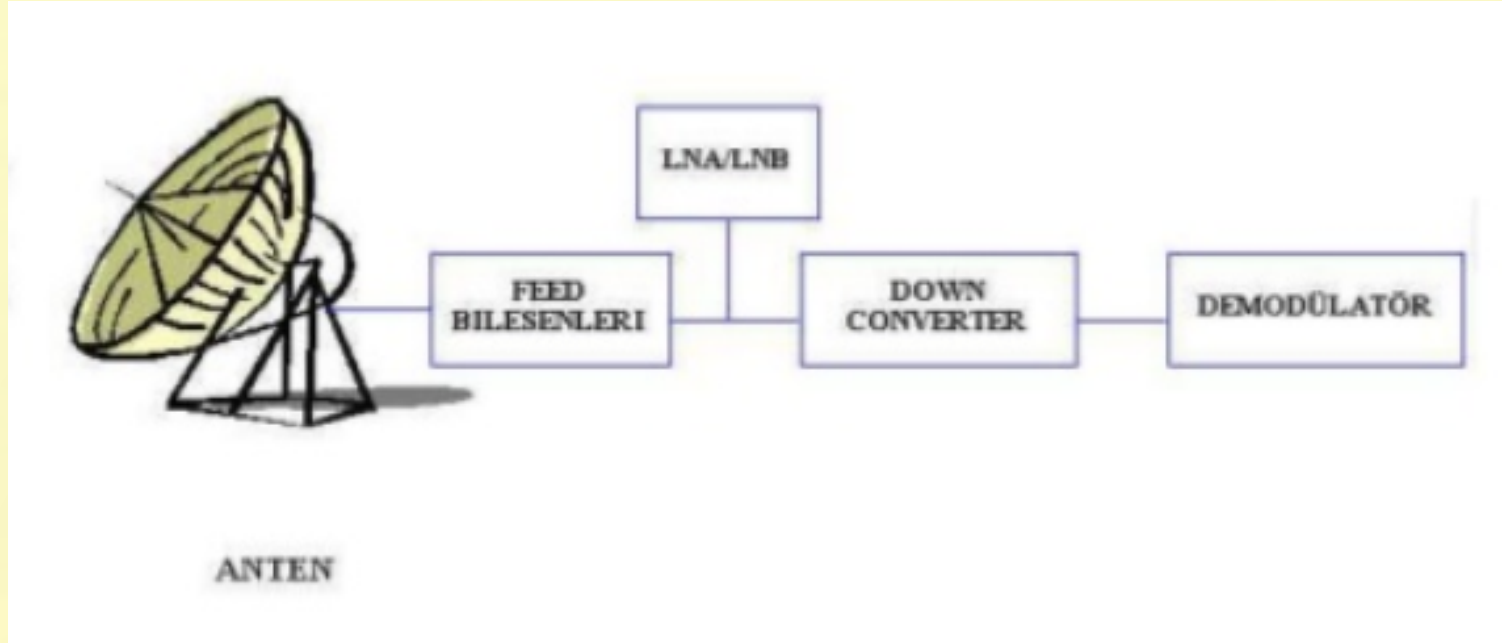 LNA/LNB
FEED
BILESENLERI
DOWN
CONVERTER
DEMODÜLATÖR
ANTEN